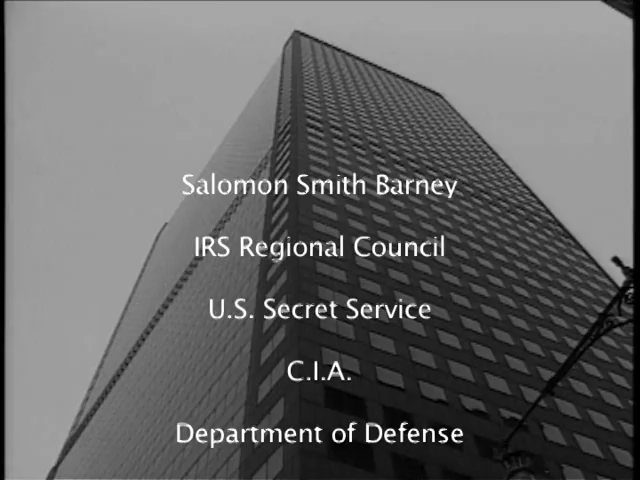 Salomon Smith Barney
IRS Regional Council
U.S. Secret Service
C.I.A.
Department of Defense